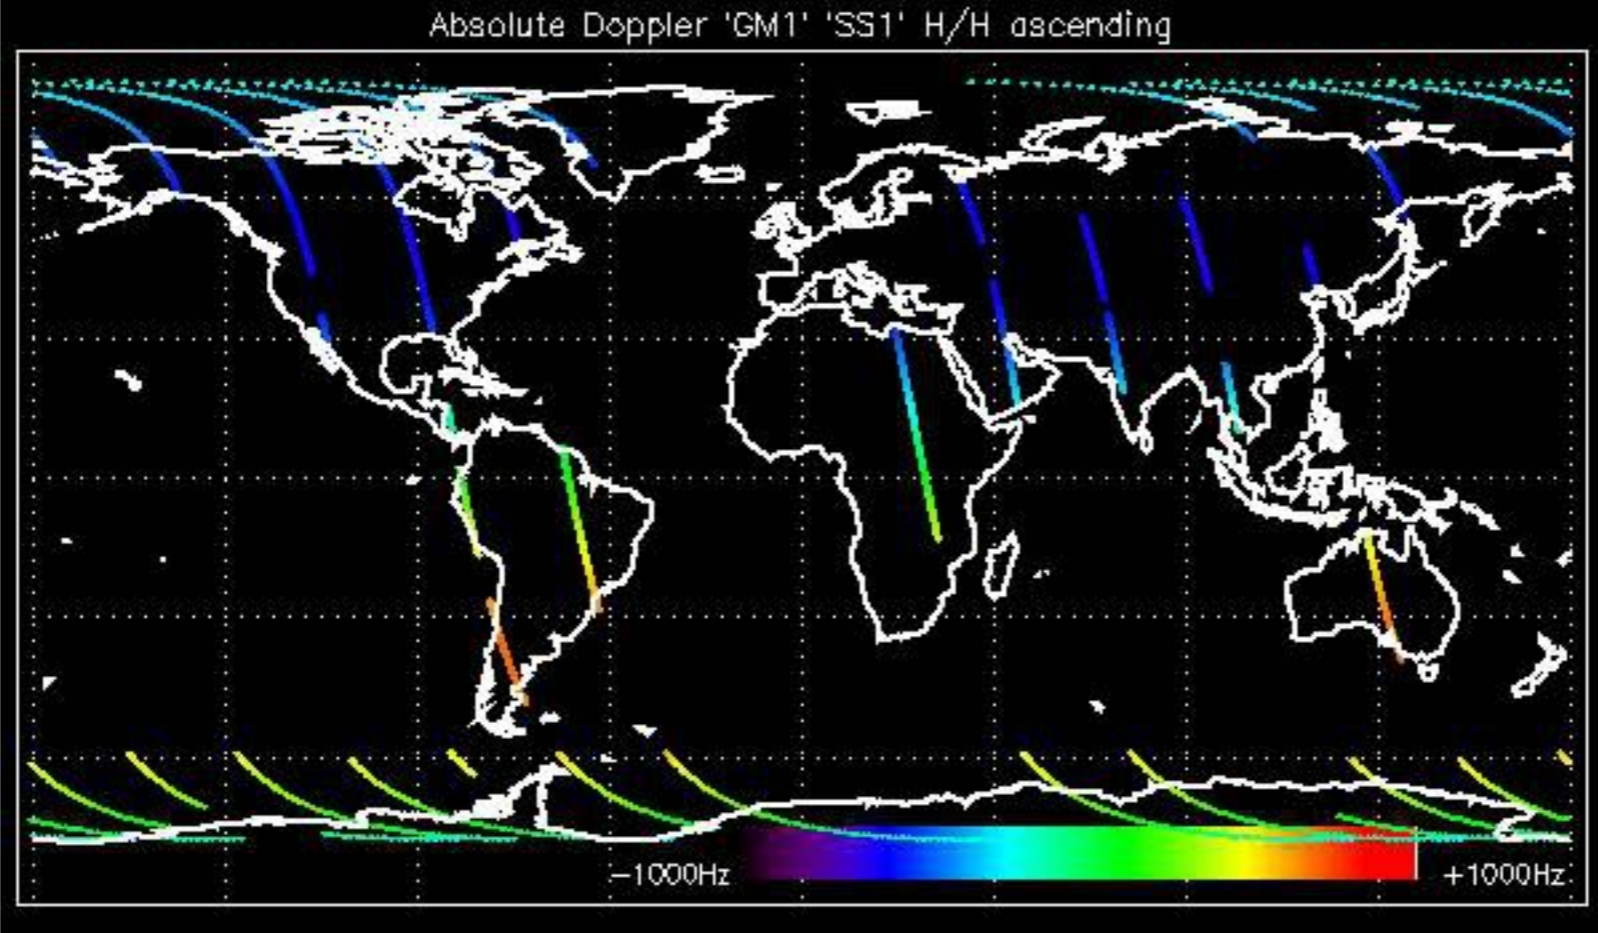 Absolute Doppler 'GM1' 'SS1' H/H ascending
−1000Hz +1000Hz